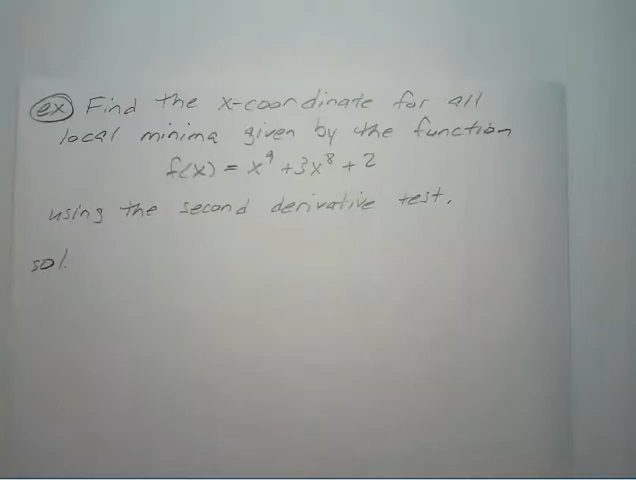 ex Find the x-coordinate for all
local minima given by the function
f(x) = x⁹ + 3x⁸ + 2
using the second derivative test.
sol.